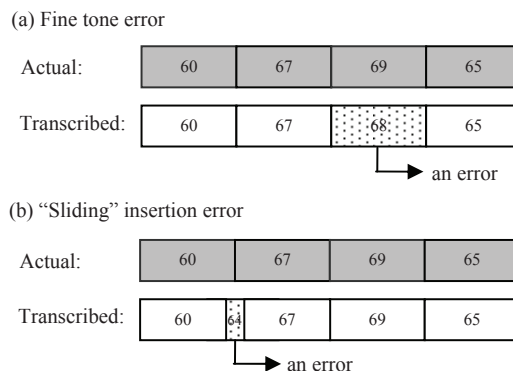 (a) Fine tone error
Actual: 60 67 69 65
Transcribed: 60 67 68 65
an error
(b) “Sliding” insertion error
Actual: 60 67 69 65
Transcribed: 60 64 67 69 65
an error